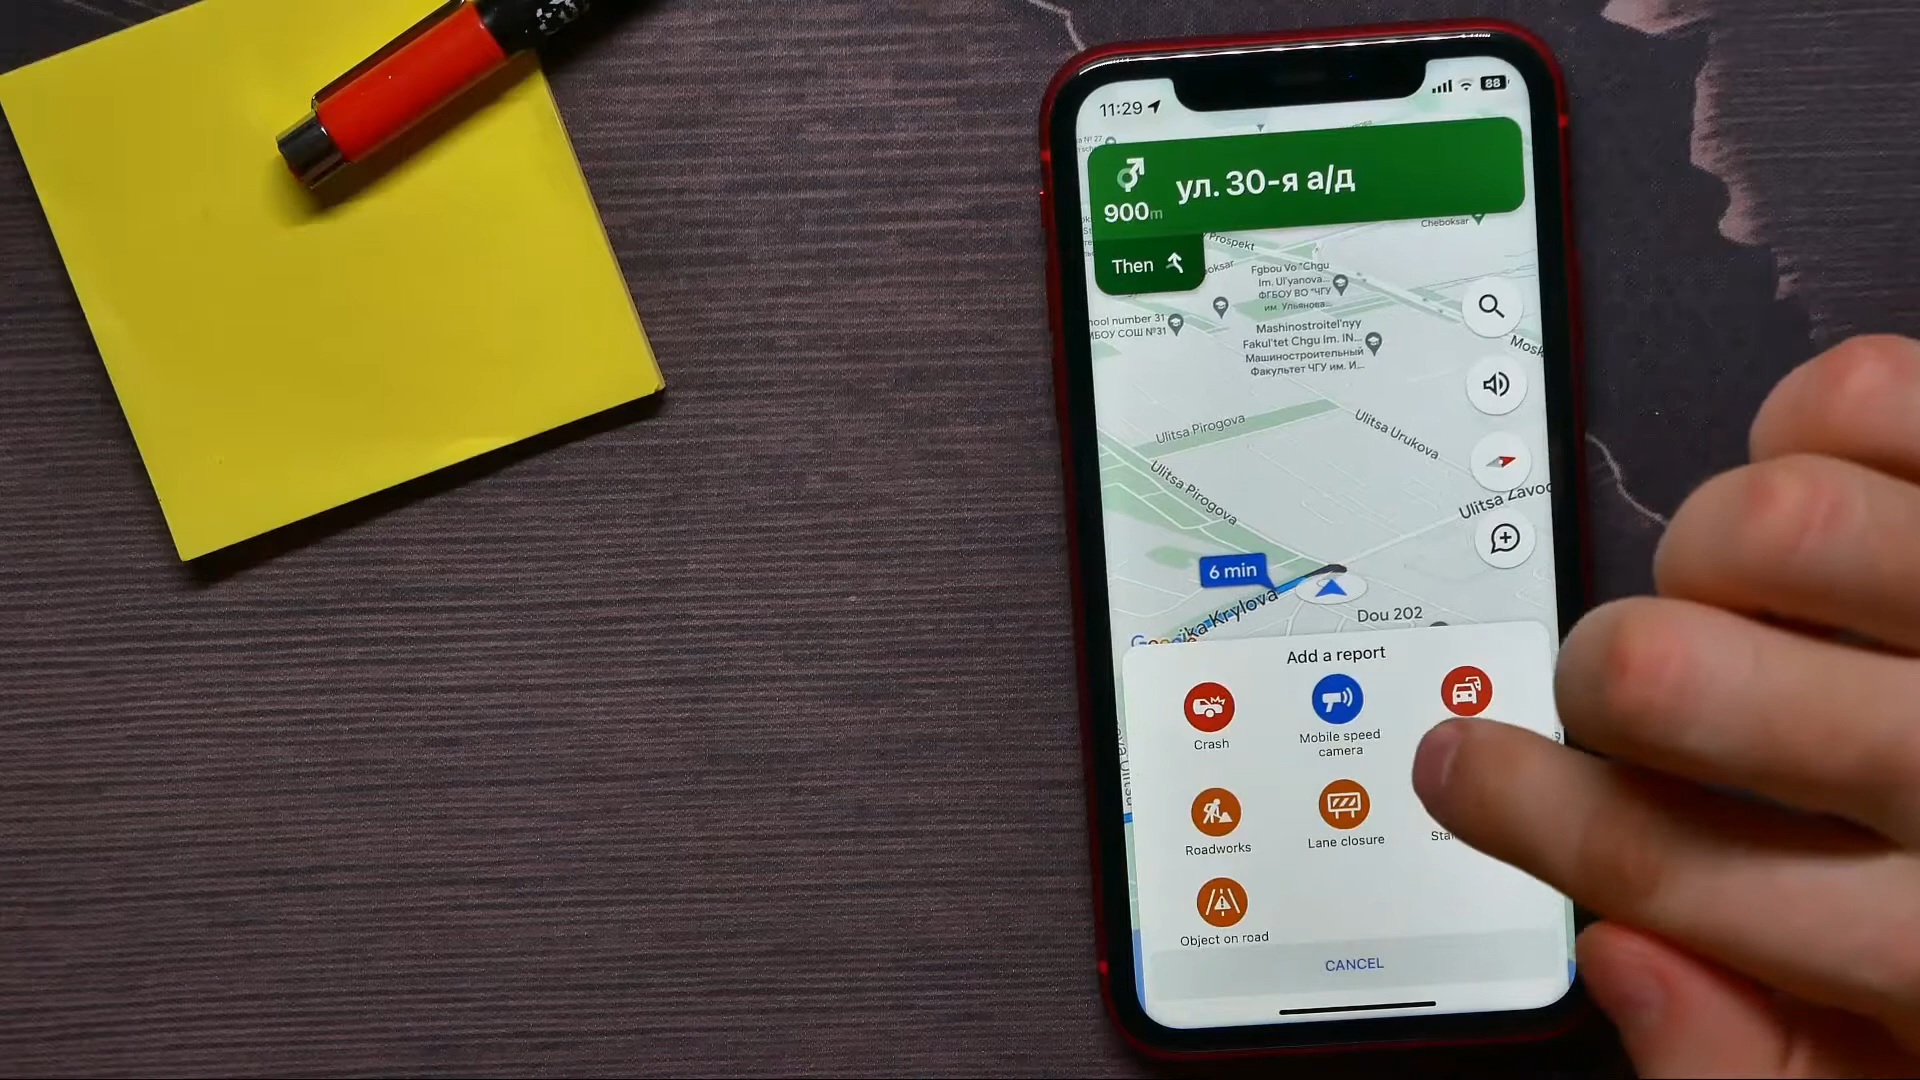 11:29
88
ул. 30-я а/д
900m
Then
Prospekt
Cheboksar
Fgbou Vo "Chgu
Im. Ul'yanova...
ФГБОУ ВО "ЧГУ
им. Ульянова...
number 31
СОШ №31
Mashinostroitel'nyy
Fakul'tet Chgu Im. IN...
Машиностроительный
Факультет ЧГУ им. И...
Mosk
Ulitsa Pirogova
Ulitsa Urukova
Ulitsa Pirogova
Ulitsa Zavod
6 min
Krylova
Dou 202
Google
Add a report
Crash
Mobile speed
camera
Roadworks
Lane closure
Object on road
CANCEL